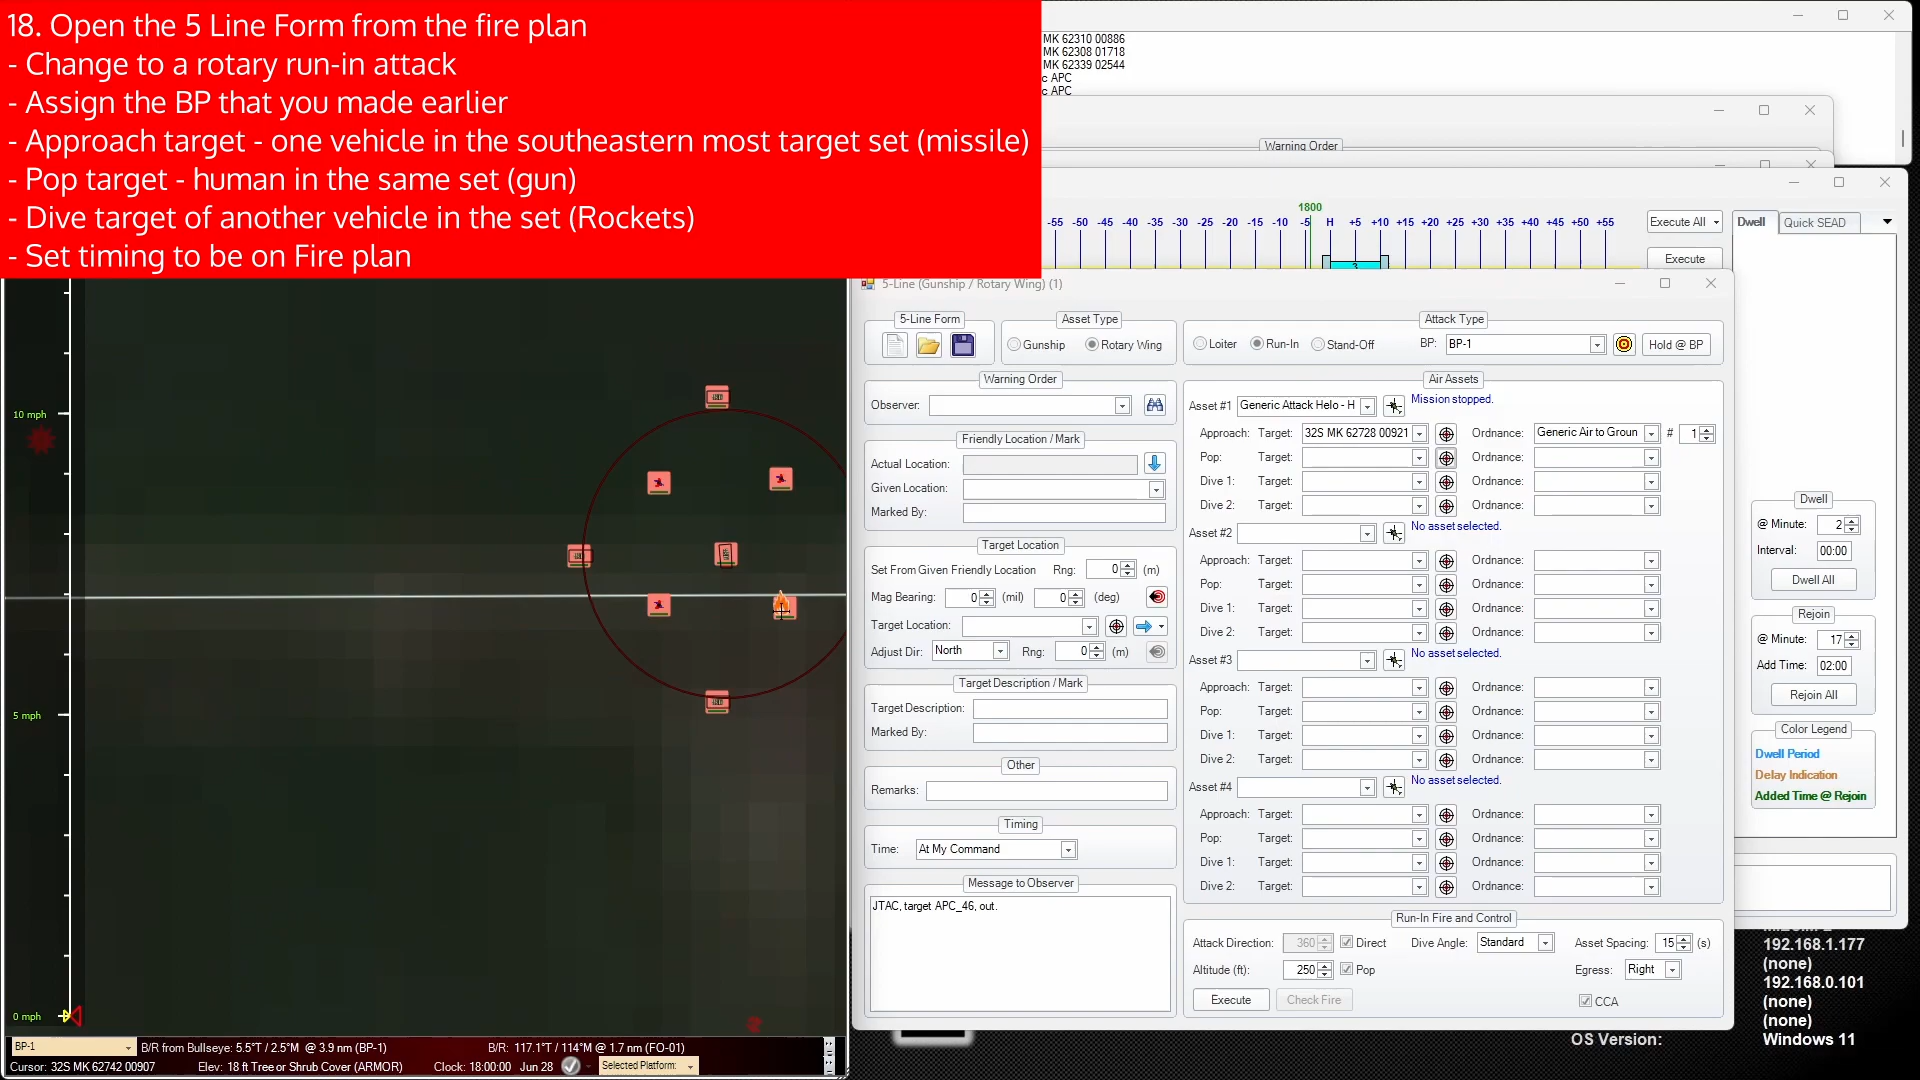 18. Open the 5 Line Form from the fire plan
- Change to a rotary run-in attack
- Assign the BP that you made earlier
- Approach target - one vehicle in the southeastern most target set (missile)
- Pop target - human in the same set (gun)
- Dive target of another vehicle in the set (Rockets)
- Set timing to be on Fire plan
MK 62310 00886
MK 62308 01718
MK 62339 02544
c APC
c APC
Warning Order
1800
-55 -50 -45 -40 -35 -30 -25 -20 -15 -10 -5 H +5 +10 +15 +20 +25 +30 +35 +40 +45 +50 +55
Execute All
Execute
Dwell
Quick SEAD
5-Line (Gunship / Rotary Wing) (1)
5-Line Form
Asset Type
Gunship
Rotary Wing
Attack Type
Loiter
Run-In
Stand-Off
BP:
BP-1
Hold @ BP
Warning Order
Observer:
Friendly Location / Mark
Actual Location:
Given Location:
Marked By:
Target Location
Set From Given Friendly Location Rng: 0 (m)
Mag Bearing: 0 (mil) 0 (deg)
Target Location:
Adjust Dir: North Rng: 0 (m)
Target Description / Mark
Target Description:
Marked By:
Other
Remarks:
Timing
Time: At My Command
Message to Observer
JTAC, target APC_46, out.
Air Assets
Asset #1 Generic Attack Helo - H Mission stopped.
Approach: Target: 32S MK 62728 00921 Ordnance: Generic Air to Groun # 1
Pop: Target: Ordnance:
Dive 1: Target: Ordnance:
Dive 2: Target: Ordnance:
Asset #2 No asset selected.
Approach: Target: Ordnance:
Pop: Target: Ordnance:
Dive 1: Target: Ordnance:
Dive 2: Target: Ordnance:
Asset #3 No asset selected.
Approach: Target: Ordnance:
Pop: Target: Ordnance:
Dive 1: Target: Ordnance:
Dive 2: Target: Ordnance:
Asset #4 No asset selected.
Approach: Target: Ordnance:
Pop: Target: Ordnance:
Dive 1: Target: Ordnance:
Dive 2: Target: Ordnance:
Run-In Fire and Control
Attack Direction: 360 Direct Dive Angle: Standard Asset Spacing: 15 (s)
Altitude (ft): 250 Pop Egress: Right
Execute
Check Fire
CCA
Dwell
@ Minute: 2
Interval: 00:00
Dwell All
Rejoin
@ Minute: 17
Add Time: 02:00
Rejoin All
Color Legend
Dwell Period
Delay Indication
Added Time @ Rejoin
192.168.1.177
(none)
192.168.0.101
(none)
(none)
OS Version: Windows 11
10 mph
5 mph
0 mph
BP-1 B/R from Bullseye: 5.5°T / 2.5°M @ 3.9 nm (BP-1) B/R: 117.1°T / 114°M @ 1.7 nm (FO-01)
Cursor: 32S MK 62742 00907 Elev: 18 ft Tree or Shrub Cover (ARMOR) Clock: 18:00:00 Jun 28 Selected Platform: